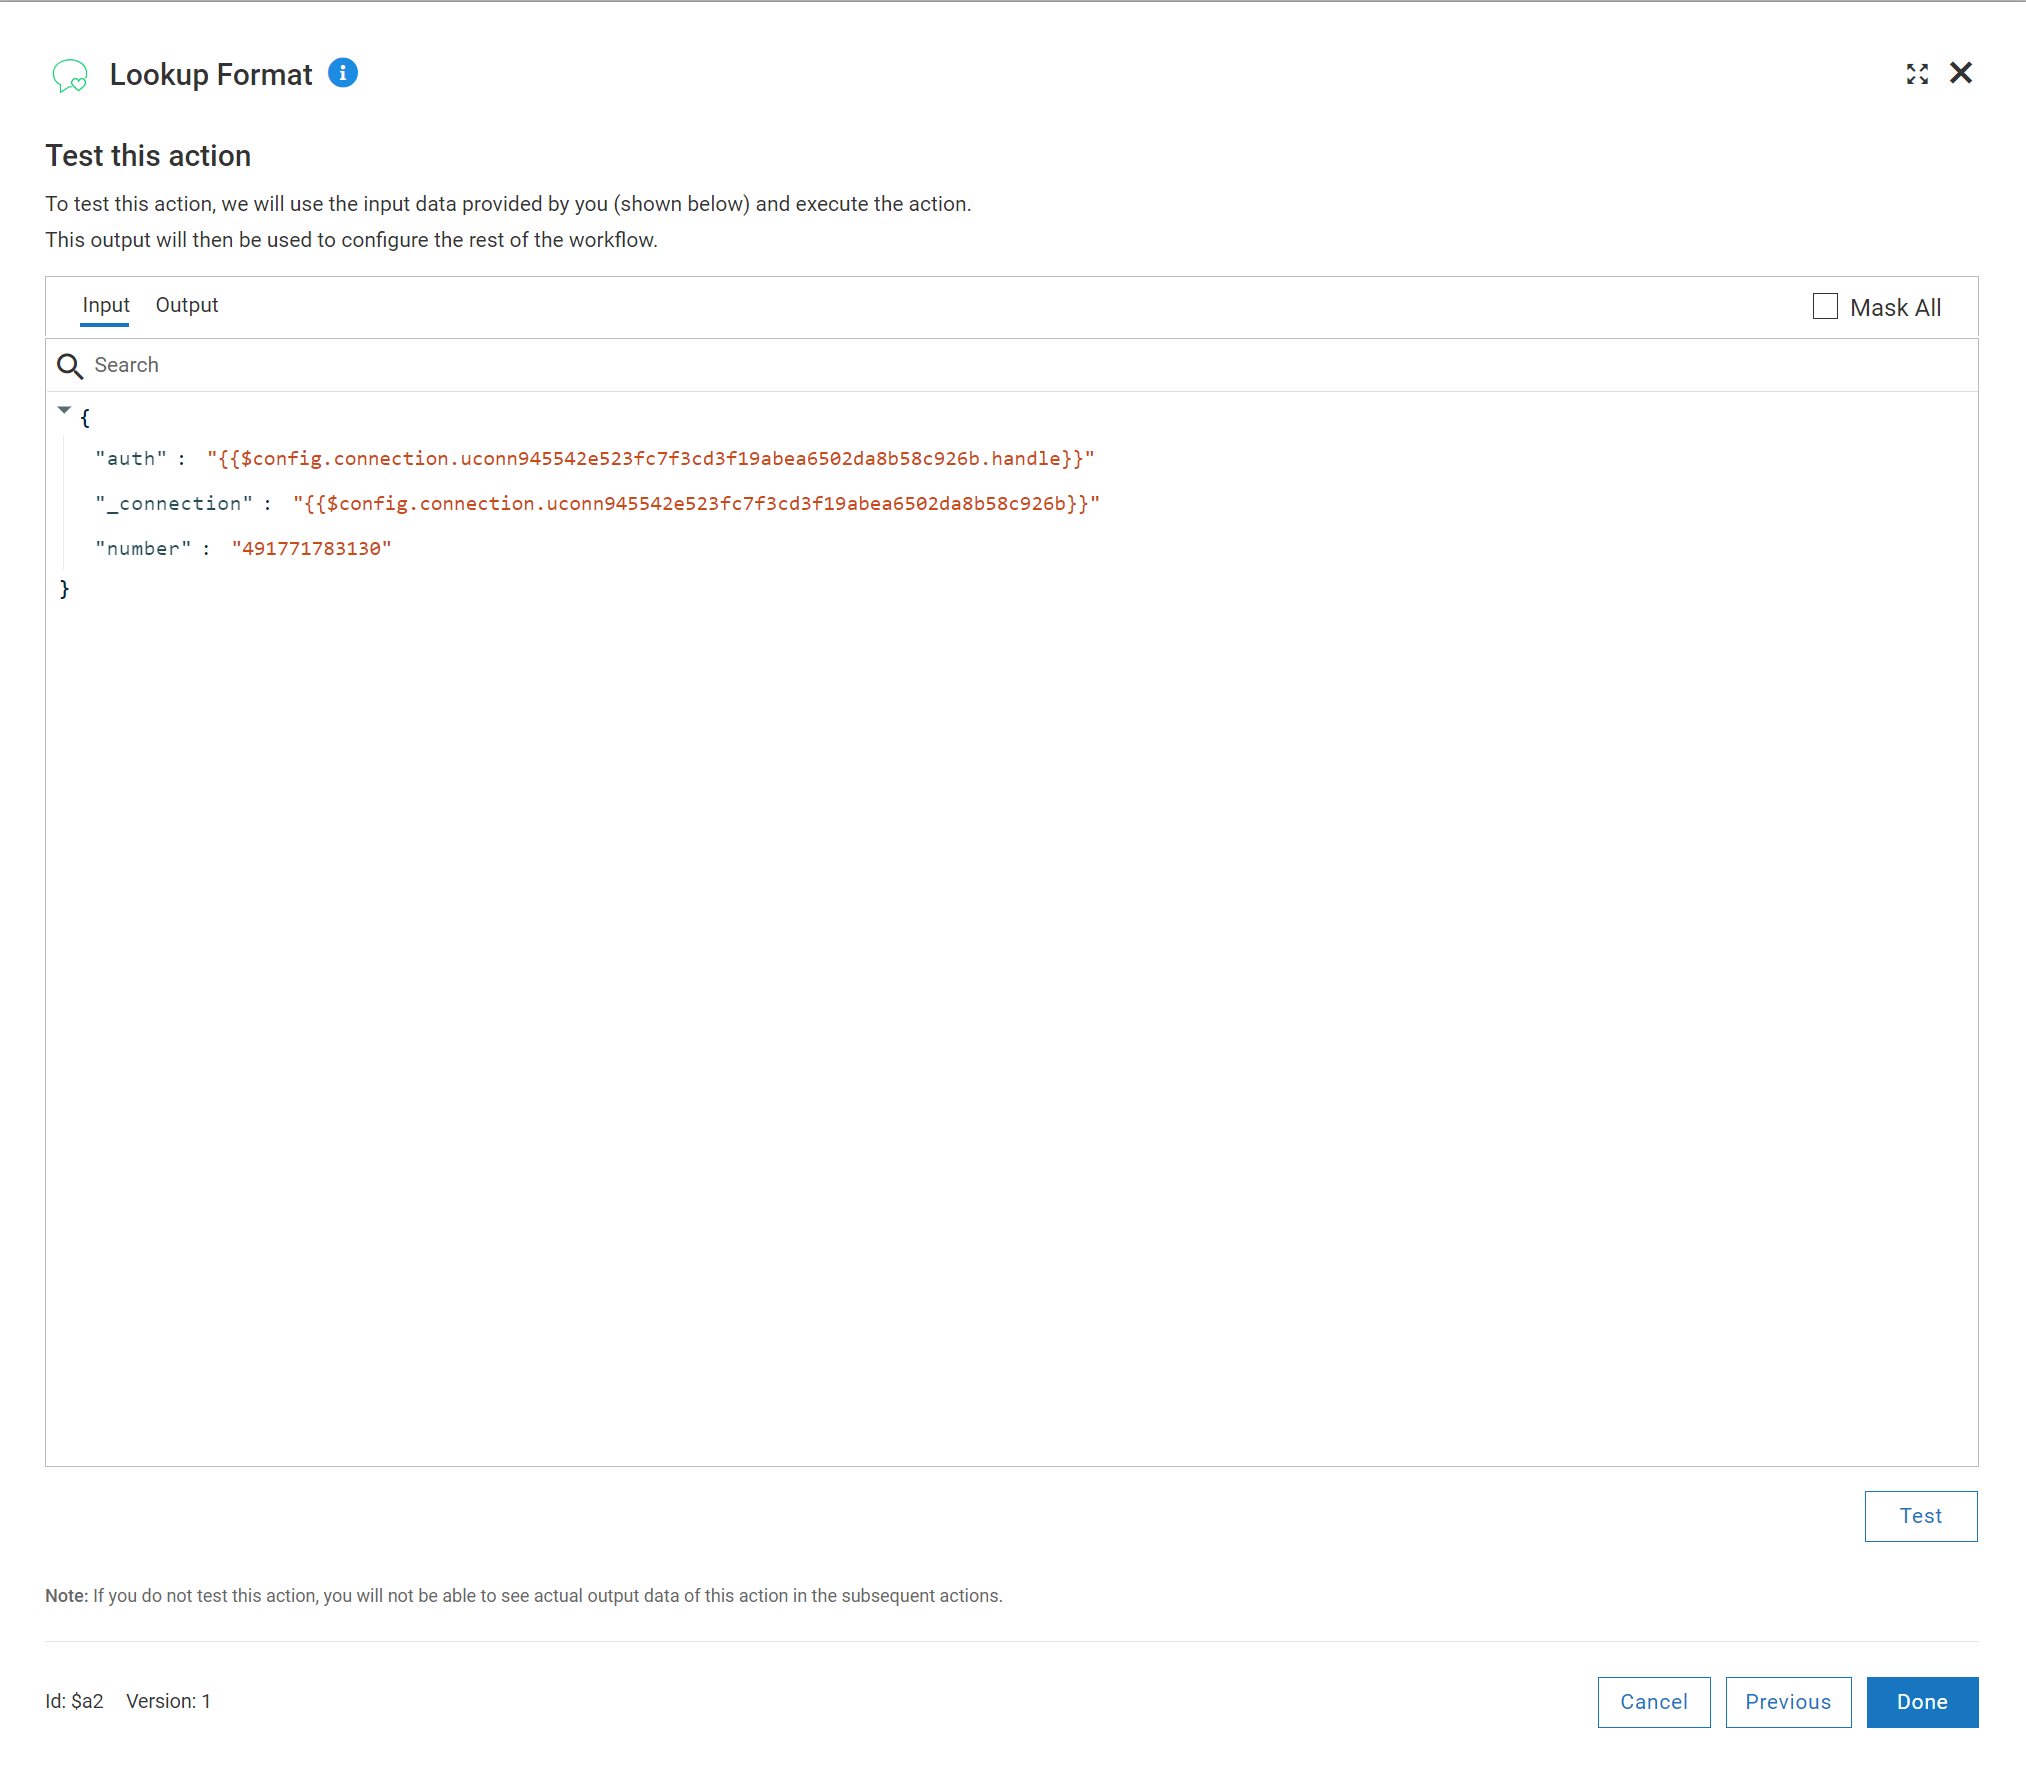 Lookup Format
Test this action
To test this action, we will use the input data provided by you (shown below) and execute the action.
This output will then be used to configure the rest of the workflow.
Input Output Mask All
Search
{
"auth" : "{{$config.connection.uconn945542e523fc7f3cd3f19abea6502da8b58c926b.handle}}"
"_connection" : "{{$config.connection.uconn945542e523fc7f3cd3f19abea6502da8b58c926b}}"
"number" : "491771783130"
}
Test
Note: If you do not test this action, you will not be able to see actual output data of this action in the subsequent actions.
Id: $a2 Version: 1 Cancel Previous Done